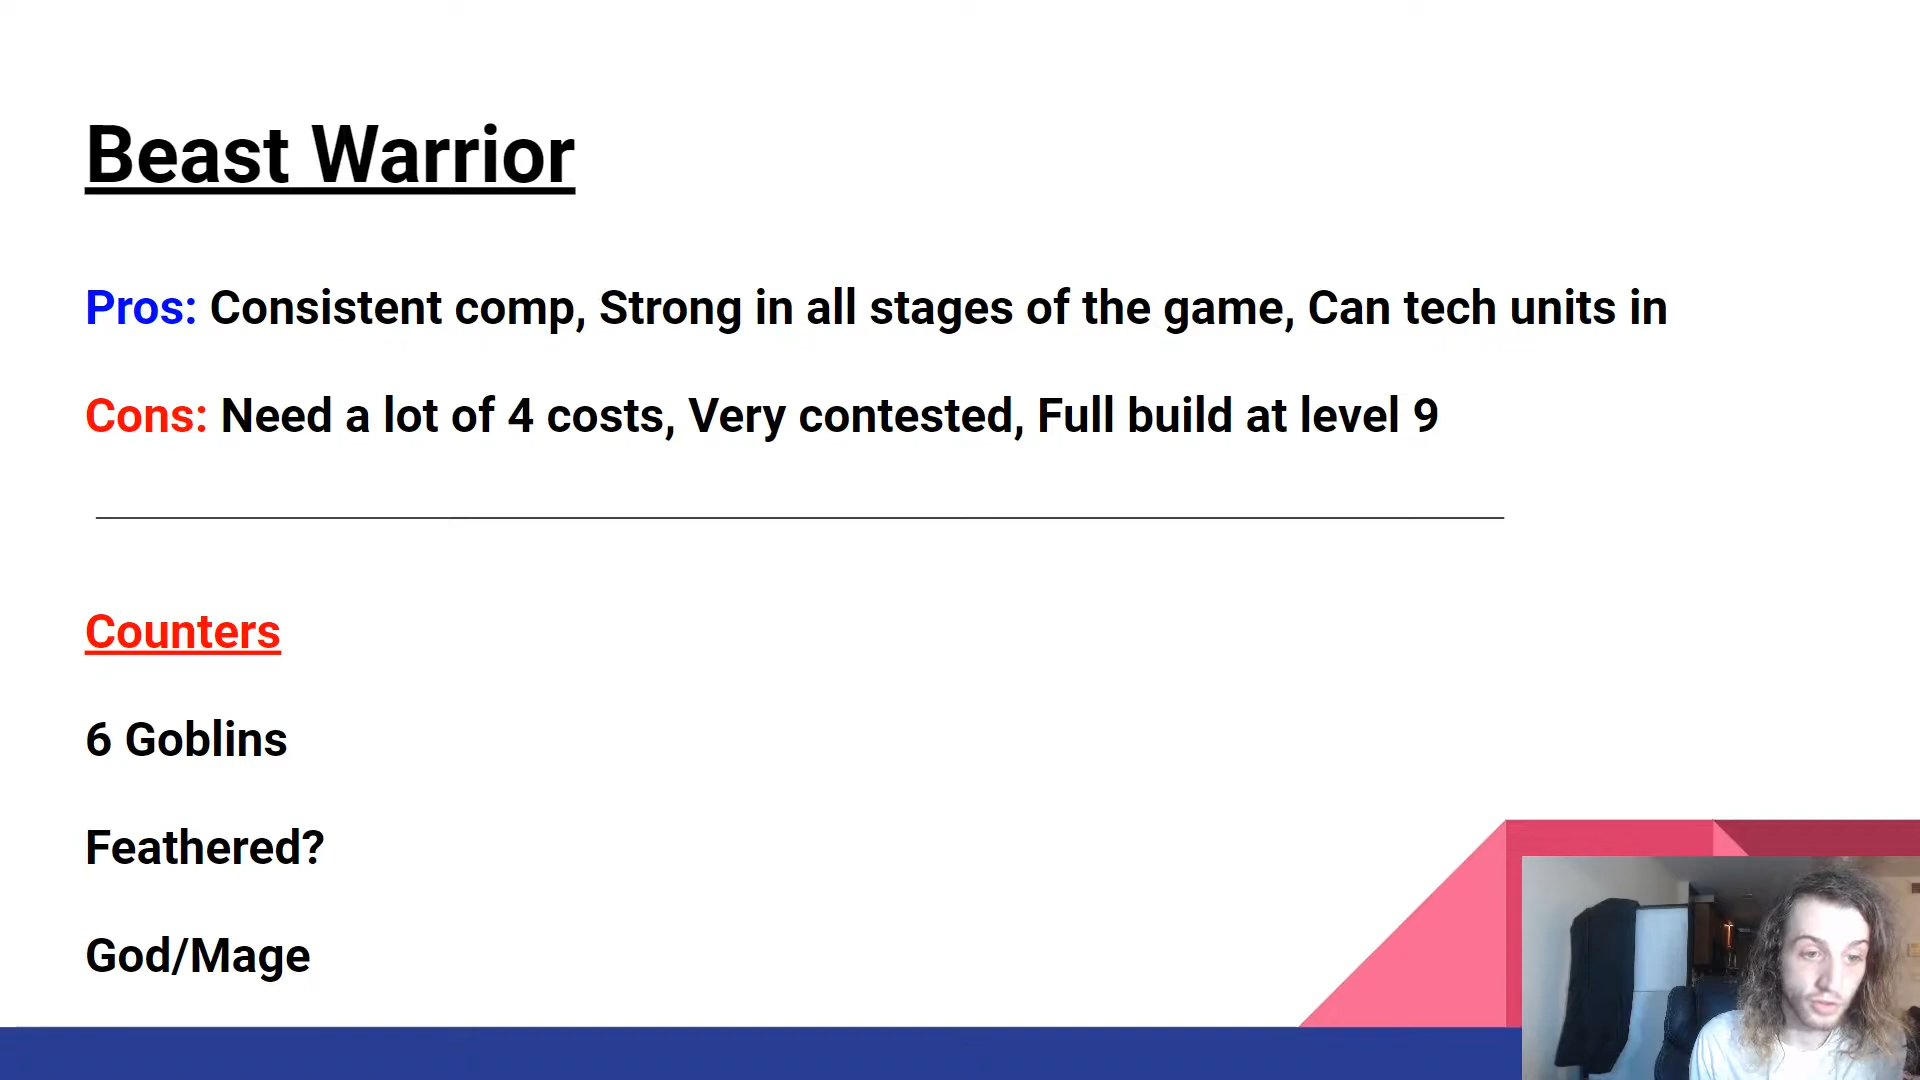 Beast Warrior
Pros: Consistent comp, Strong in all stages of the game, Can tech units in
Cons: Need a lot of 4 costs, Very contested, Full build at level 9
Counters
6 Goblins
Feathered?
God/Mage